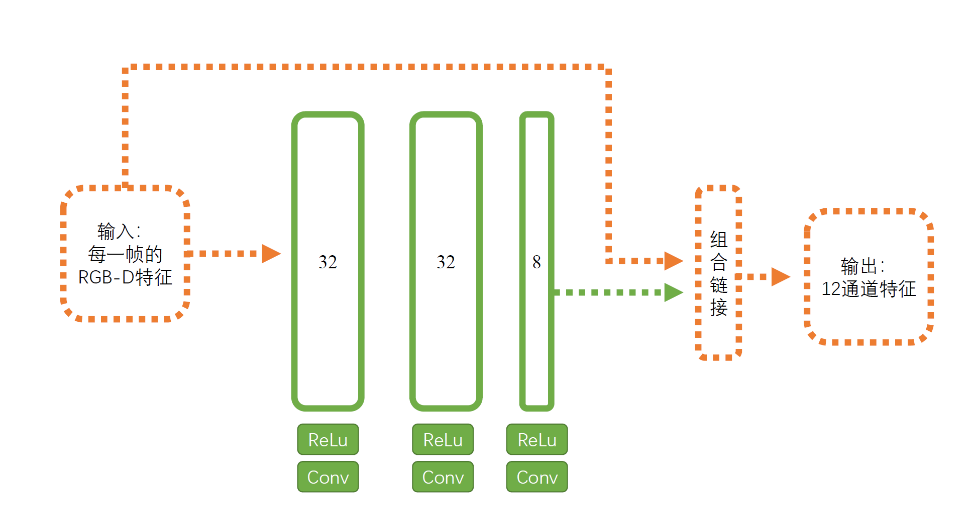 输入：
每一帧的
RGB-D特征
32
32
8
组
合
链
接
输出：
12通道特征
ReLu
ReLu
ReLu
Conv
Conv
Conv